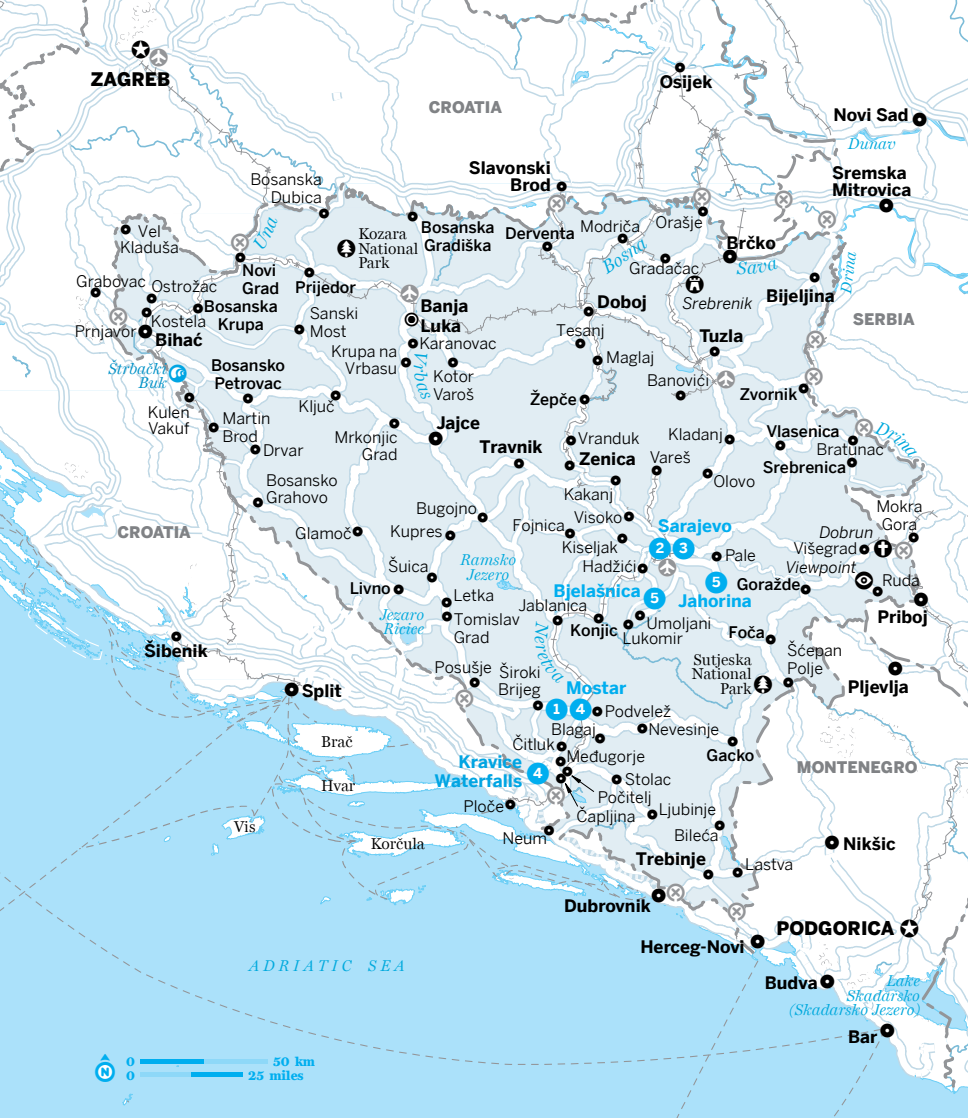 ZAGREB
CROATIA
Osijek
Novi Sad
Dunav
Slavonski
Brod
Sremska
Mitrovica
Bosanska
Dubica
Una
Vel
Kladuša
Kozara
National
Park
Bosanska
Gradiška
Derventa
Modriča
Orašje
Bosna
Brčko
Sava
Drina
Gradačac
Srebrenik
Bijeljina
Novi
Grad
Prijedor
Grabovac
Ostrožac
Bosanska
Krupa
Kostela
Prnjavor
Bihać
Sanski
Most
Banja
Luka
Karanovac
Krupa na
Vrbasu
Vrbas
Kotor
Varoš
Doboj
Tesanj
Maglaj
Tuzla
SERBIA
Banovići
Zvornik
Štrbački
Buk
Bosansko
Petrovac
Kulen
Vakuf
Martin
Brod
Drvar
Ključ
Mrkonjic
Grad
Jajce
Žepče
Travnik
Vranduk
Zenica
Kladanj
Vareš
Vlasenica
Bratunac
Srebrenica
Drina
Olovo
Kakanj
Bosansko
Grahovo
Glamoč
Bugojno
Kupres
Fojnica
Visoko
Kiseljak
Sarajevo
2
3
Hadžići
Pale
Mokra
Gora
Dobrun
Višegrad
Viewpoint
Ruda
CROATIA
Šuica
Ramsko
Jezero
Livno
Letka
Jezaro
Ricice
Tomislav
Grad
Jablanica
Bjelašnica
5
5
Jahorina
Goražde
Priboj
Konjic
Umoljani
Lukomir
Foča
Neretva
Šibenik
Split
Posušje
Široki
Brijeg
Mostar
1
4
Podvelež
Sutjeska
National
Park
Šćepan
Polje
Pljevlja
Blagaj
Nevesinje
Čitluk
Međugorje
Gacko
Kravice
Waterfalls
4
Stolac
Počitelj
Čapljina
Ljubinje
Bileća
MONTENEGRO
Brač
Hvar
Vis
Korčula
Ploče
Neum
Trebinje
Lastva
Nikšić
Dubrovnik
Herceg-Novi
PODGORICA
Budva
Lake
Skadarsko
(Skadarsko Jezero)
Bar
ADRIATIC SEA
N
0 50 km
0 25 miles